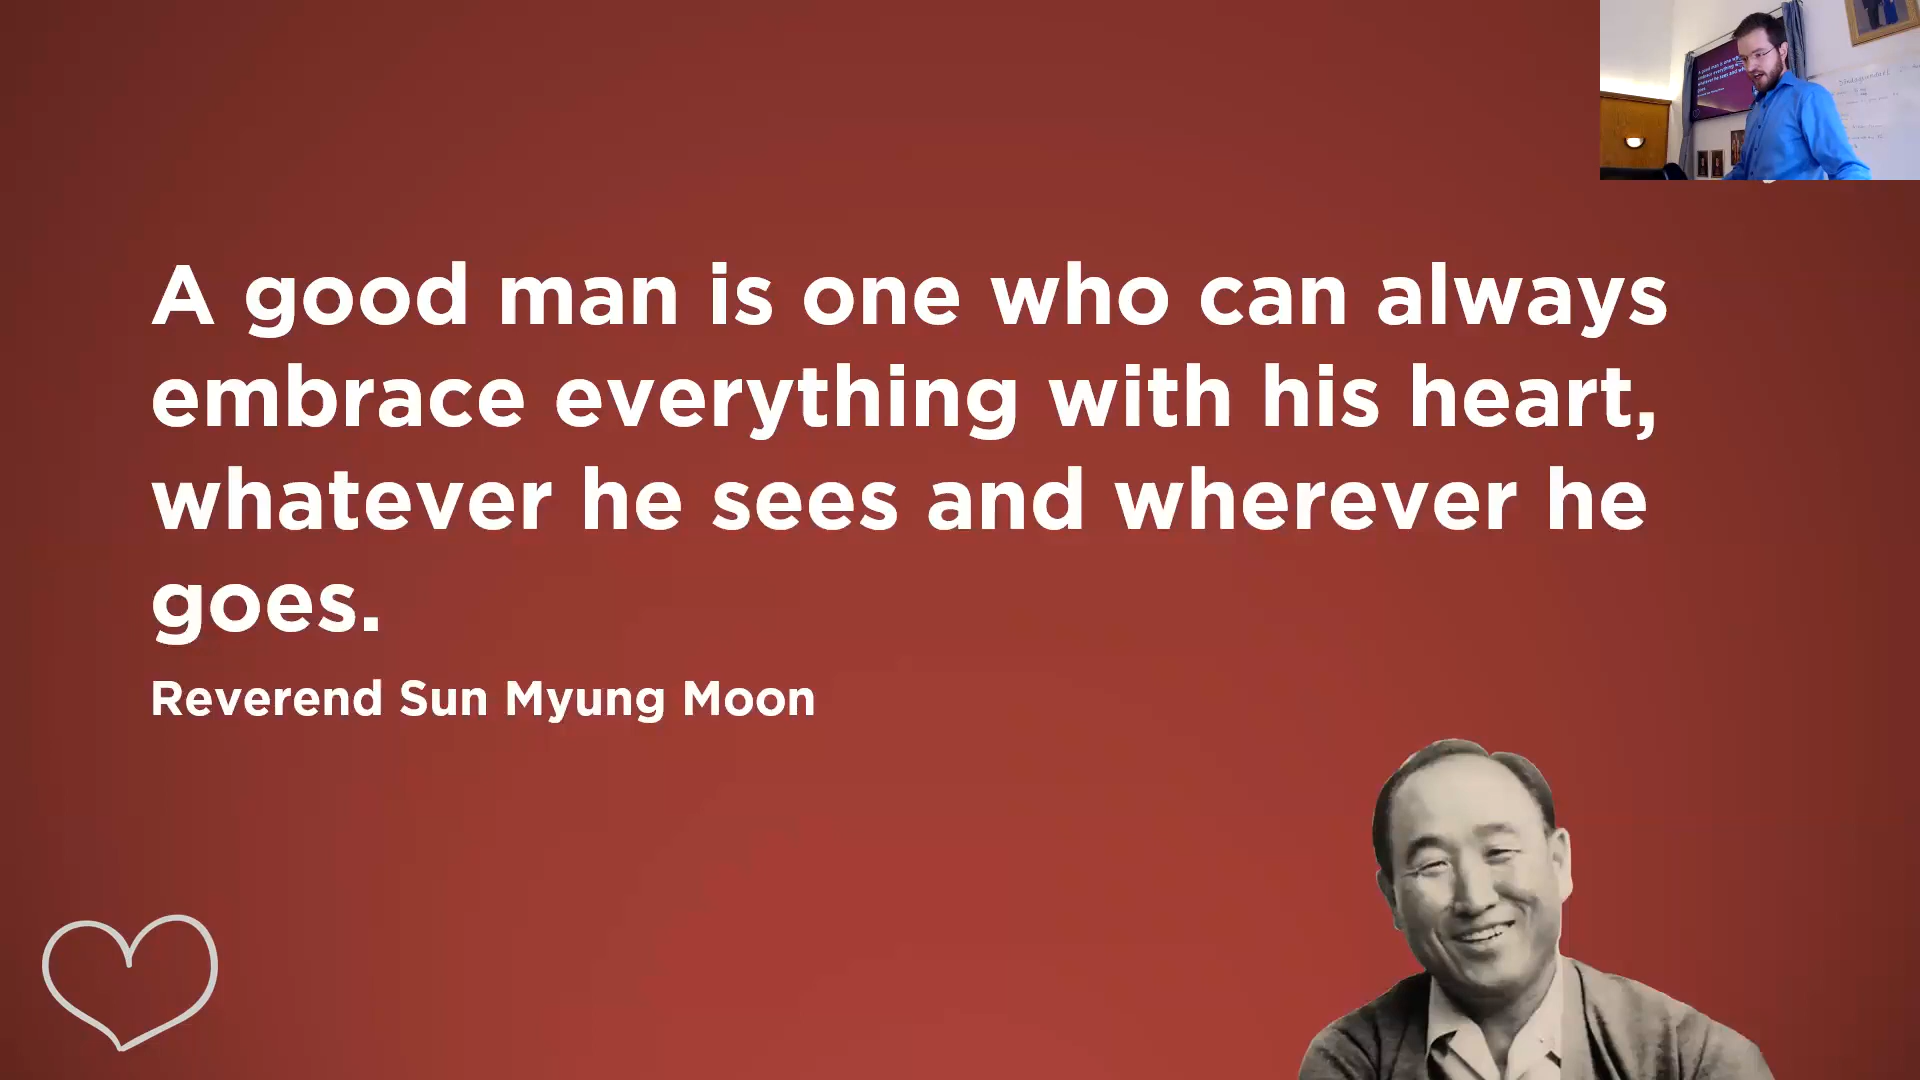 A good man is one who can always
embrace everything with his heart,
whatever he sees and wherever he
goes.
Reverend Sun Myung Moon